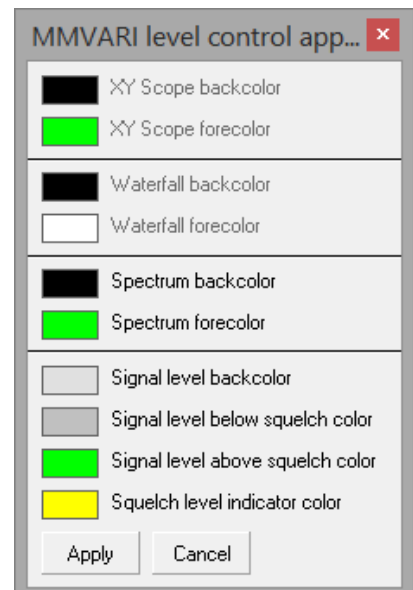 MMVARI level control app...
XY Scope backcolor
XY Scope forecolor
Waterfall backcolor
Waterfall forecolor
Spectrum backcolor
Spectrum forecolor
Signal level backcolor
Signal level below squelch color
Signal level above squelch color
Squelch level indicator color
Apply Cancel